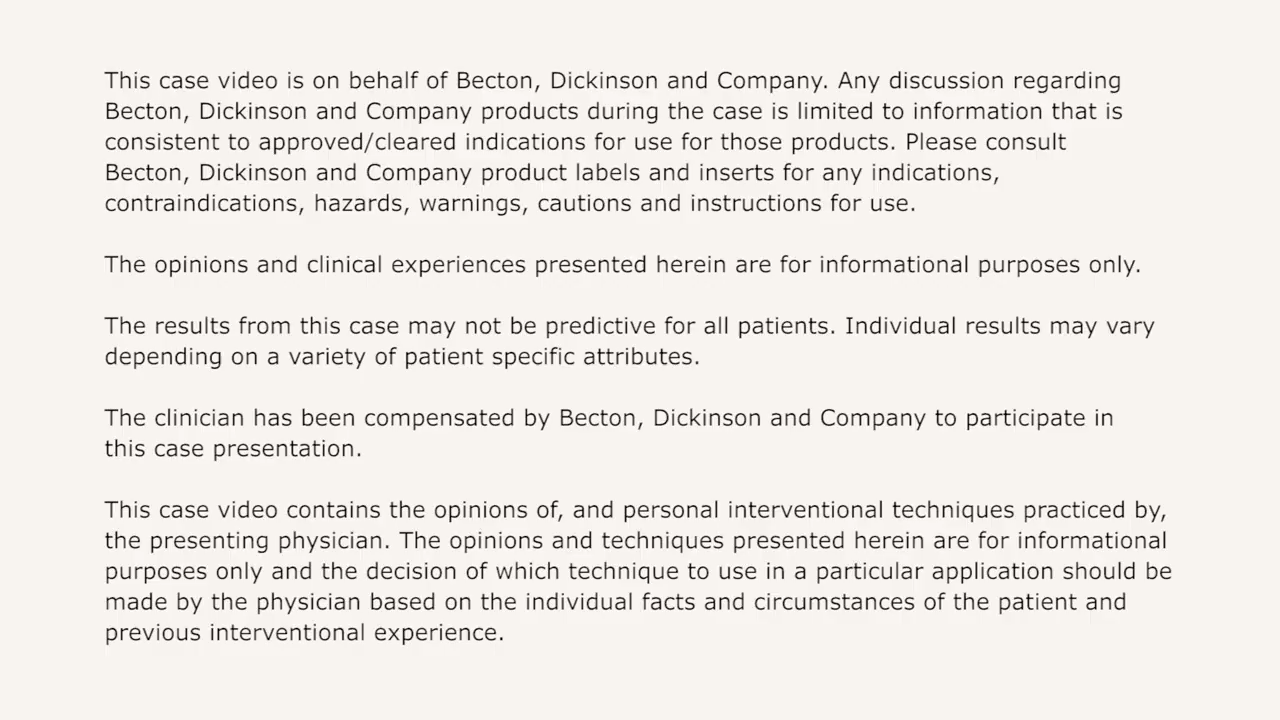 This case video is on behalf of Becton, Dickinson and Company. Any discussion regarding
Becton, Dickinson and Company products during the case is limited to information that is
consistent to approved/cleared indications for use for those products. Please consult
Becton, Dickinson and Company product labels and inserts for any indications,
contraindications, hazards, warnings, cautions and instructions for use.
The opinions and clinical experiences presented herein are for informational purposes only.
The results from this case may not be predictive for all patients. Individual results may vary
depending on a variety of patient specific attributes.
The clinician has been compensated by Becton, Dickinson and Company to participate in
this case presentation.
This case video contains the opinions of, and personal interventional techniques practiced by,
the presenting physician. The opinions and techniques presented herein are for informational
purposes only and the decision of which technique to use in a particular application should be
made by the physician based on the individual facts and circumstances of the patient and
previous interventional experience.